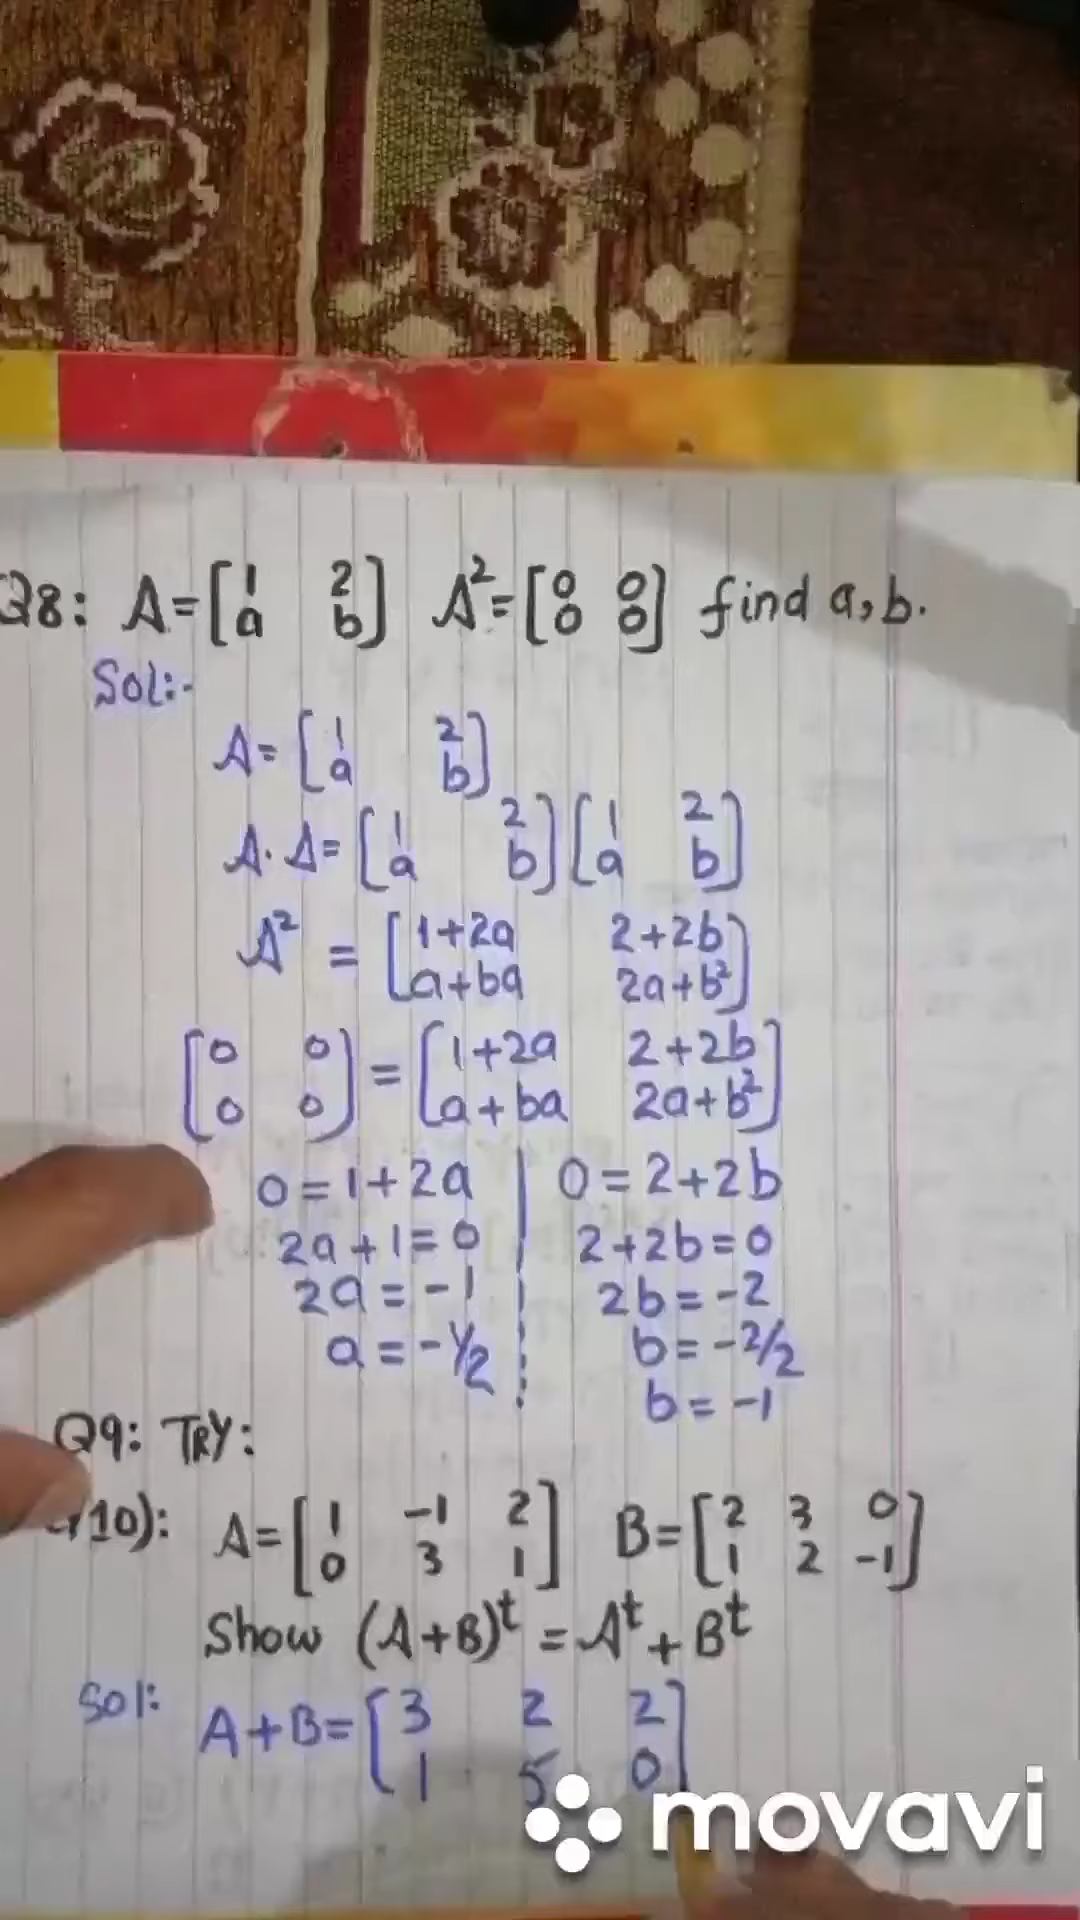 Q8: A = [1 2 a b] A² = [0 0 0 0] find a, b.
Sol:-
A = [1 2 a b]
A. A = [1 2 a b] [1 2 a b]
A² = [1+2a 2+2b a+ba 2a+b²]
[0 0 0 0] = [1+2a 2+2b a+ba 2a+b²]
0 = 1+2a 0 = 2+2b
2a+1 = 0 2+2b = 0
2a = -1 2b = -2
a = -1/2 b = -2/2
b = -1
Q9: TRY:
10): A = [1 -1 2 0 3 1] B = [2 3 0 1 2 -1]
Show (A+B)ᵗ = Aᵗ + Bᵗ
Sol: A+B = [3 2 2 1 5 0]
movavi